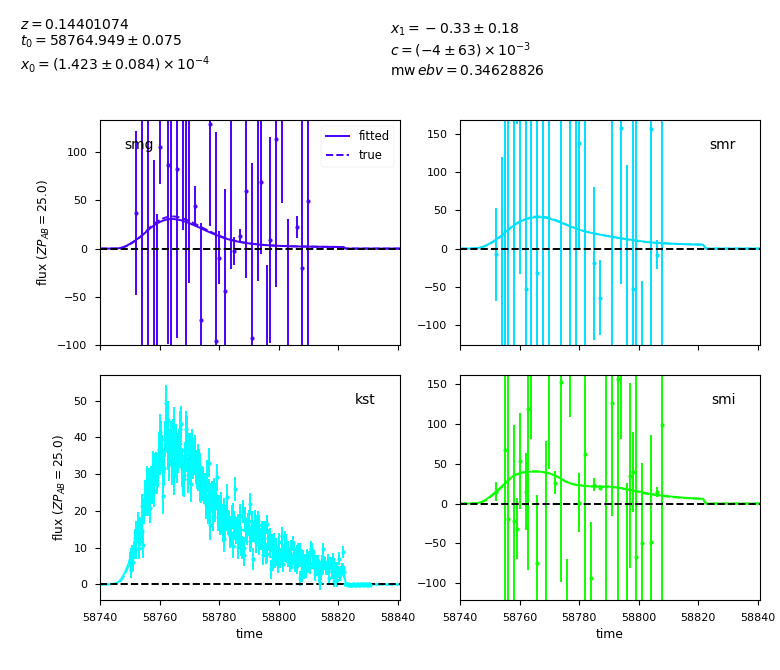 z = 0.14401074
t₀ = 58764.949 ± 0.075
x₀ = (1.423 ± 0.084) × 10⁻⁴
x₁ = −0.33 ± 0.18
c = (−4 ± 63) × 10⁻³
mw ebv = 0.34628826
smg
fitted
true
100
50
0
−50
−100
flux (ZP_AB = 25.0)
smr
150
100
50
0
−50
−100
kst
50
40
30
20
10
0
flux (ZP_AB = 25.0)
58740 58760 58780 58800 58820 58840
time
smi
150
100
50
0
−50
−100
58740 58760 58780 58800 58820 58840
time